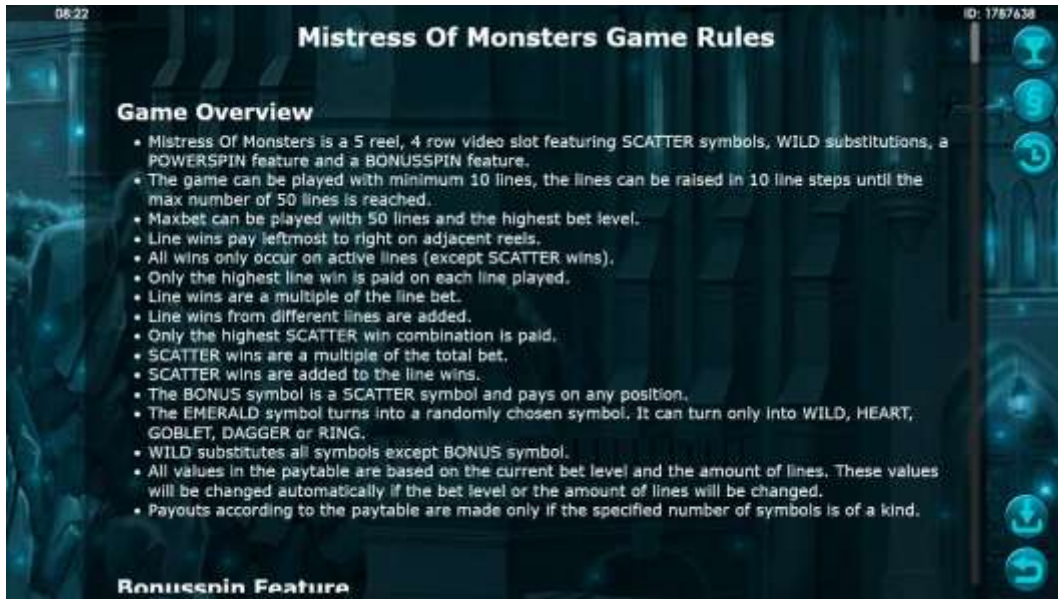 08:22
ID: 1787638
Mistress Of Monsters Game Rules
Game Overview
• Mistress Of Monsters is a 5 reel, 4 row video slot featuring SCATTER symbols, WILD substitutions, a
POWERSPIN feature and a BONUSSPIN feature.
• The game can be played with minimum 10 lines, the lines can be raised in 10 line steps until the
max number of 50 lines is reached.
• Maxbet can be played with 50 lines and the highest bet level.
• Line wins pay leftmost to right on adjacent reels.
• All wins only occur on active lines (except SCATTER wins).
• Only the highest line win is paid on each line played.
• Line wins are a multiple of the line bet.
• Line wins from different lines are added.
• Only the highest SCATTER win combination is paid.
• SCATTER wins are a multiple of the total bet.
• SCATTER wins are added to the line wins.
• The BONUS symbol is a SCATTER symbol and pays on any position.
• The EMERALD symbol turns into a randomly chosen symbol. It can turn only into WILD, HEART,
GOBLET, DAGGER or RING.
• WILD substitutes all symbols except BONUS symbol.
• All values in the paytable are based on the current bet level and the amount of lines. These values
will be changed automatically if the bet level or the amount of lines will be changed.
• Payouts according to the paytable are made only if the specified number of symbols is of a kind.
Bonusspin Feature
§